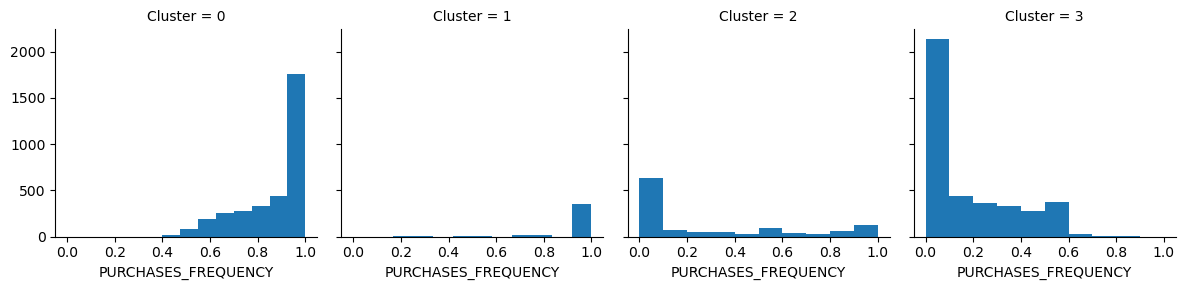 Cluster = 0
Cluster = 1
Cluster = 2
Cluster = 3
2000
1500
1000
500
0
0.0 0.2 0.4 0.6 0.8 1.0
0.0 0.2 0.4 0.6 0.8 1.0
0.0 0.2 0.4 0.6 0.8 1.0
0.0 0.2 0.4 0.6 0.8 1.0
PURCHASES_FREQUENCY
PURCHASES_FREQUENCY
PURCHASES_FREQUENCY
PURCHASES_FREQUENCY